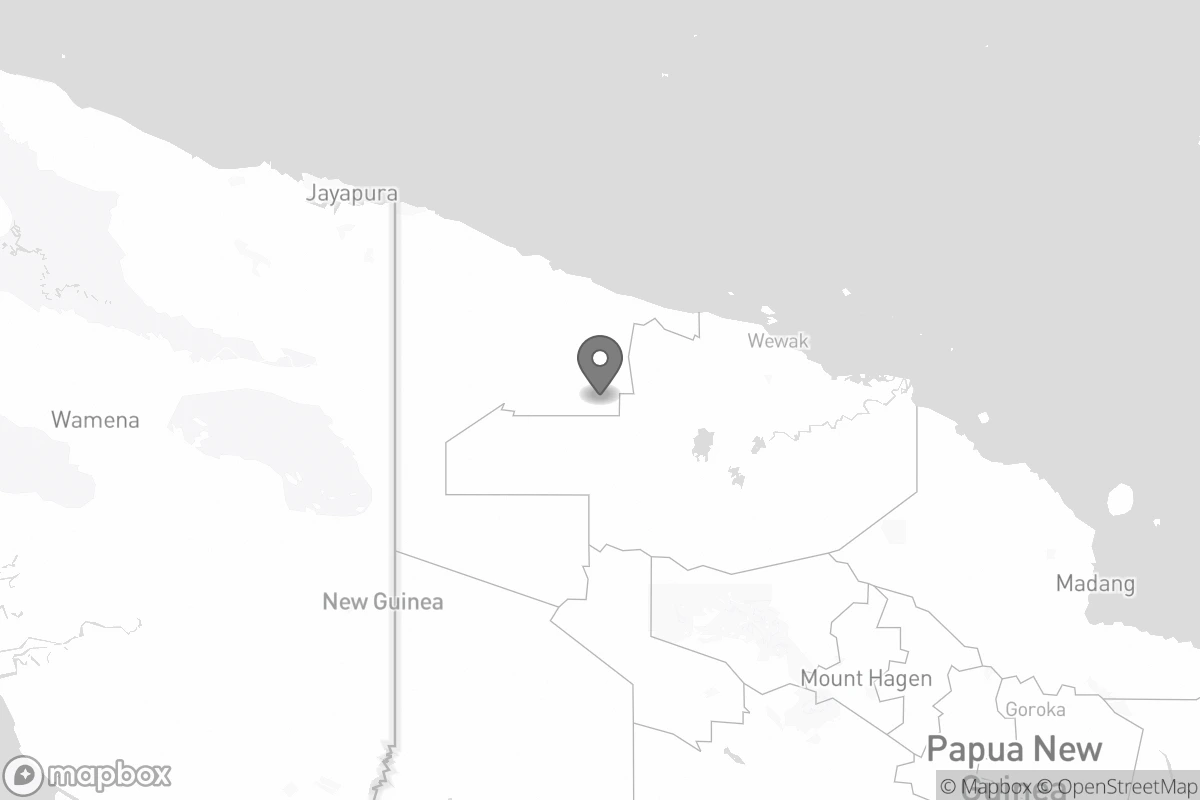 Jayapura
Wewak
Wamena
Madang
New Guinea
Mount Hagen
Goroka
Papua New
Guinea
mapbox
© Mapbox © OpenStreetMap